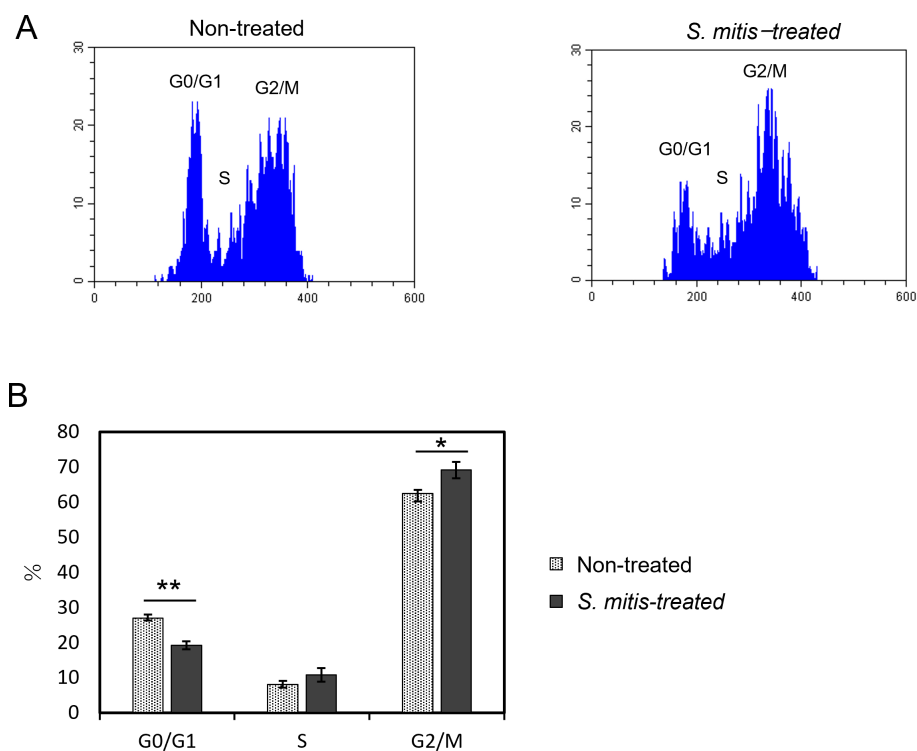 A
Non-treated
S. mitis−treated
30
20
10
0
G0/G1
S
G2/M
0
200
400
600
30
20
10
0
G0/G1
S
G2/M
0
200
400
600
B
80
70
60
50
40
30
20
10
0
%
**
*
G0/G1
S
G2/M
Non-treated
S. mitis-treated